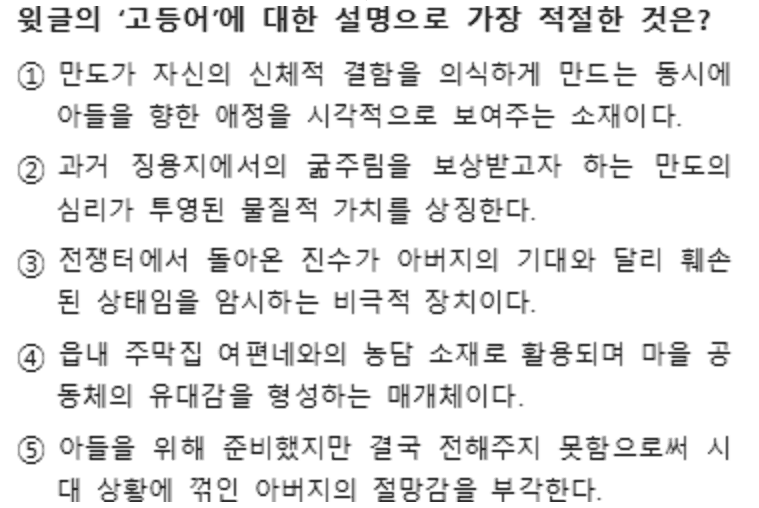 윗글의 ‘고등어’에 대한 설명으로 가장 적절한 것은?
① 만도가 자신의 신체적 결함을 의식하게 만드는 동시에
아들을 향한 애정을 시각적으로 보여주는 소재이다.
② 과거 징용지에서의 굶주림을 보상받고자 하는 만도의
심리가 투영된 물질적 가치를 상징한다.
③ 전쟁터에서 돌아온 진수가 아버지의 기대와 달리 훼손
된 상태임을 암시하는 비극적 장치이다.
④ 읍내 주막집 여편네와의 농담 소재로 활용되며 마을 공
동체의 유대감을 형성하는 매개체이다.
⑤ 아들을 위해 준비했지만 결국 전해주지 못함으로써 시
대 상황에 꺾인 아버지의 절망감을 부각한다.